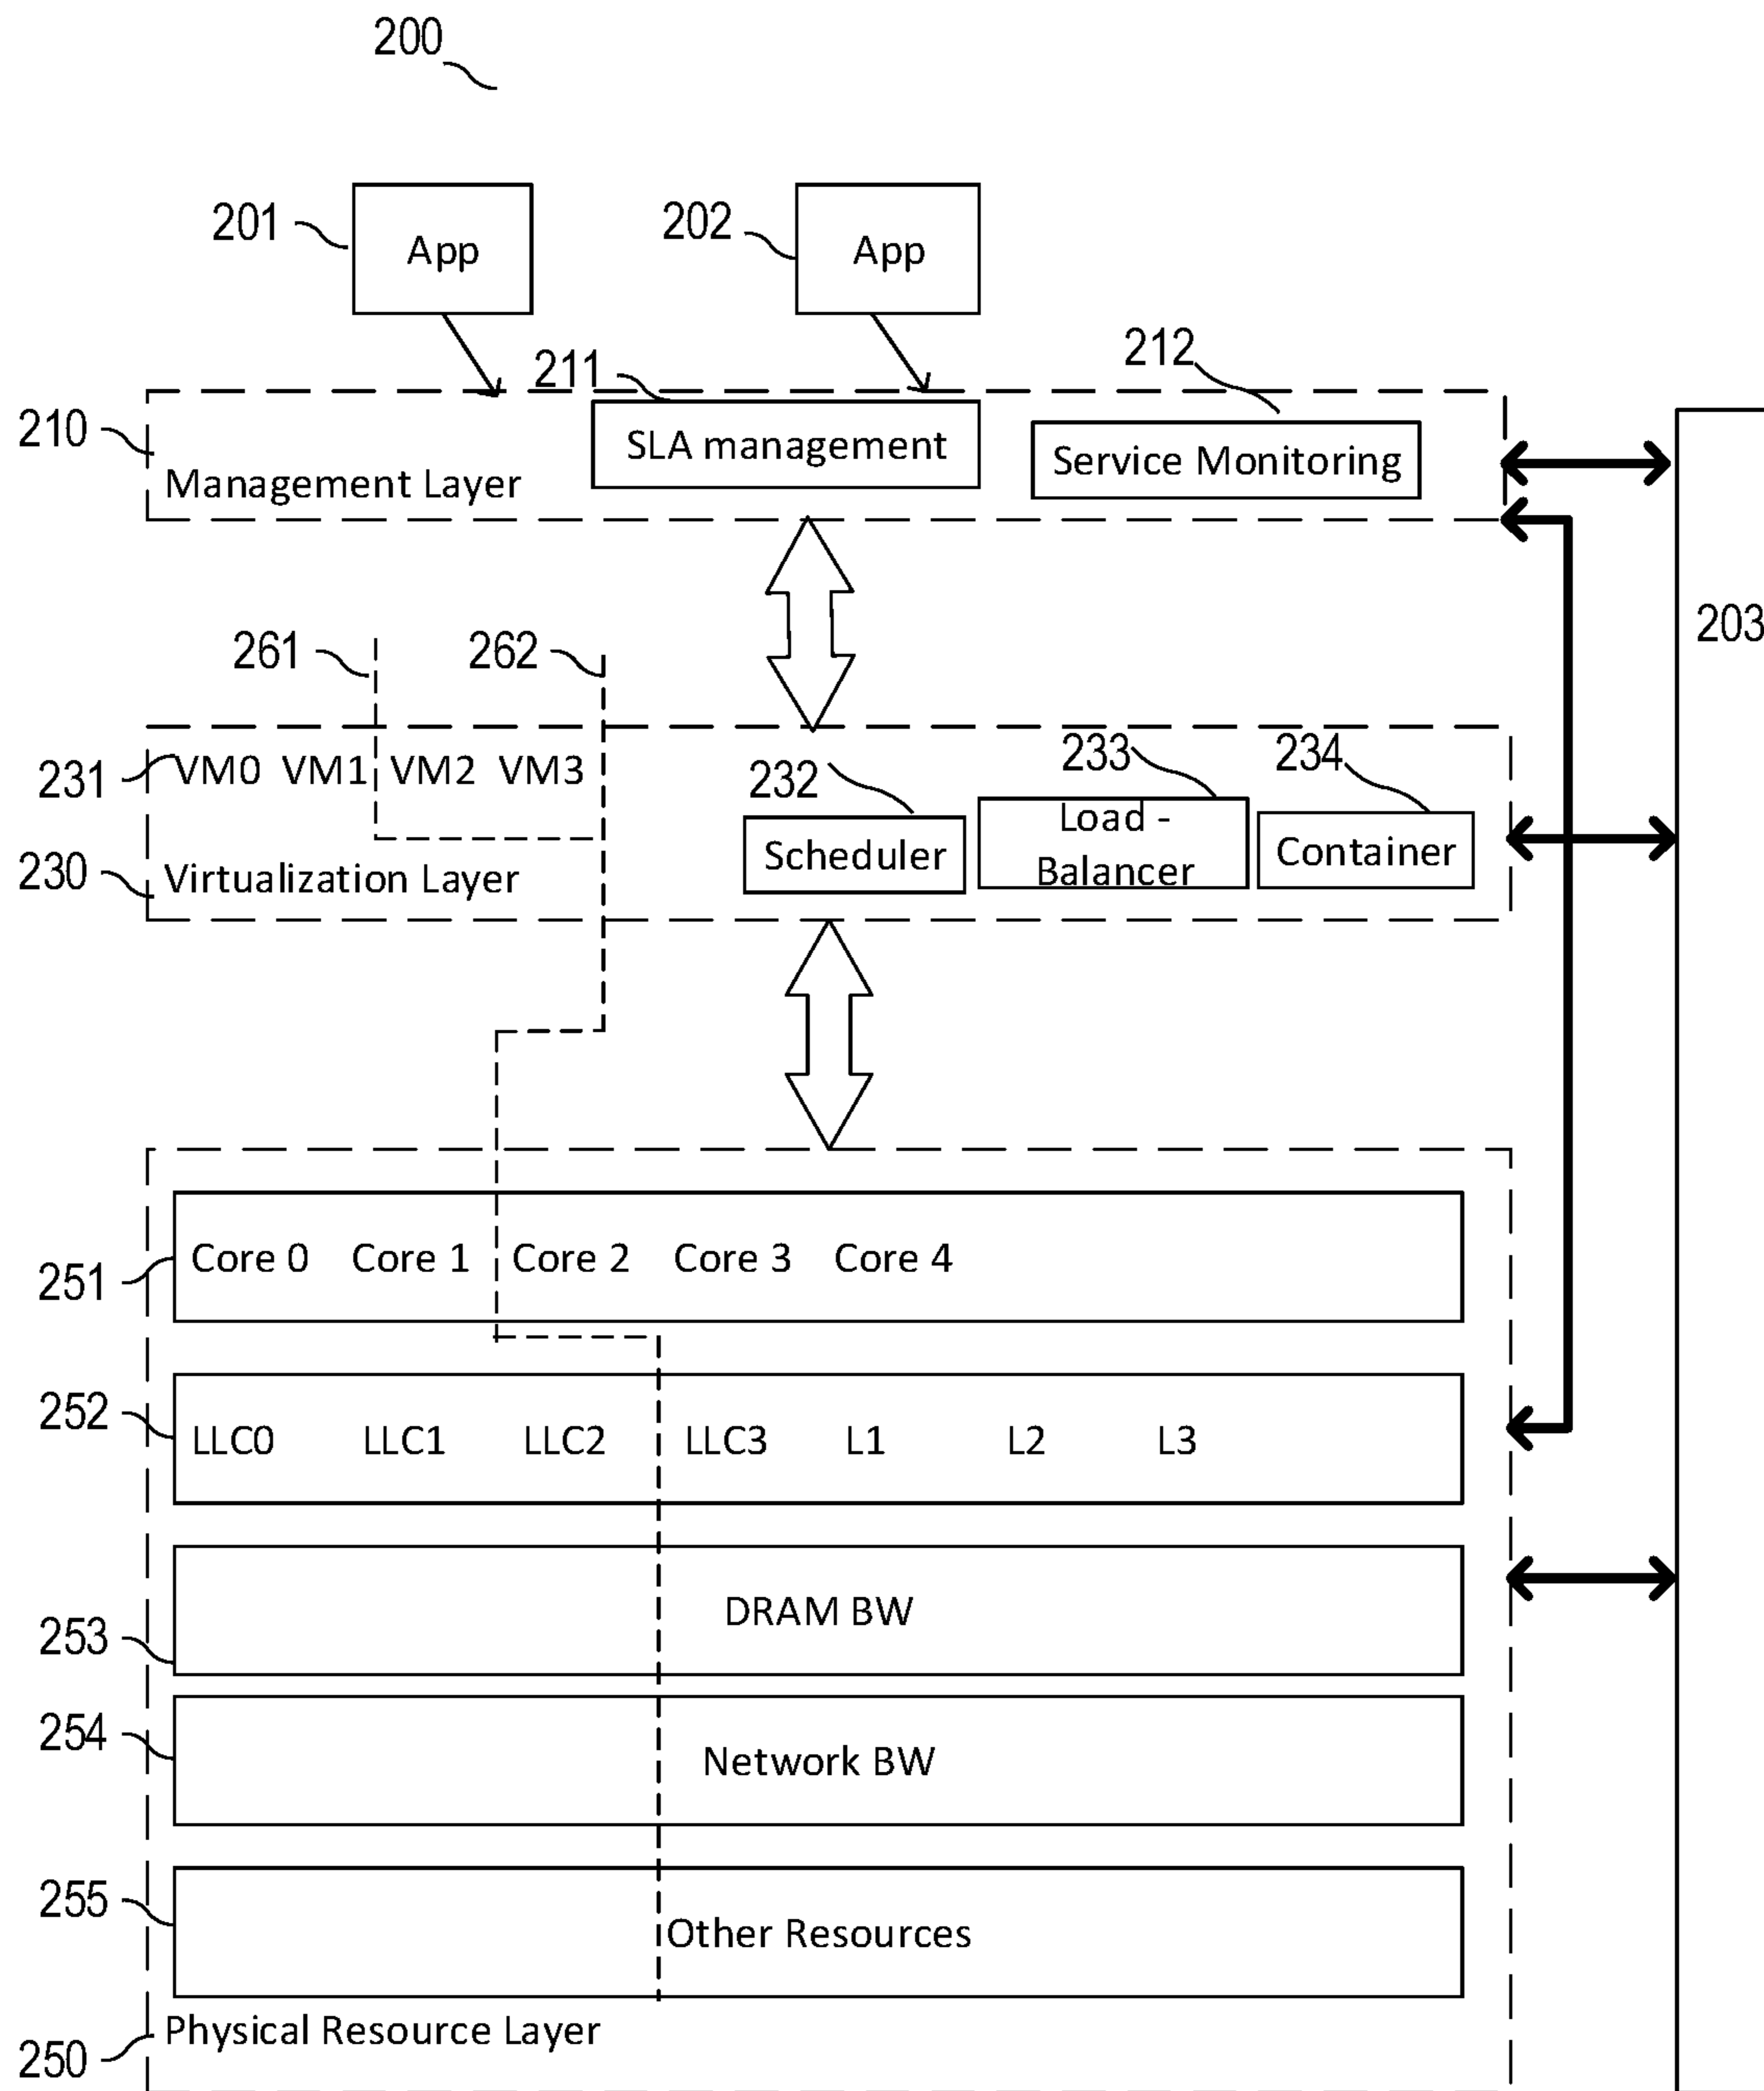 200
201
App
202
App
211
212
210
SLA management
Service Monitoring
Management Layer
203
261
262
231
VM0 VM1 VM2 VM3
232
233
234
Load -
Balancer
Scheduler
Container
230
Virtualization Layer
251
Core 0 Core 1 Core 2 Core 3 Core 4
252
LLC0 LLC1 LLC2 LLC3 L1 L2 L3
253
DRAM BW
254
Network BW
255
Other Resources
Physical Resource Layer
250